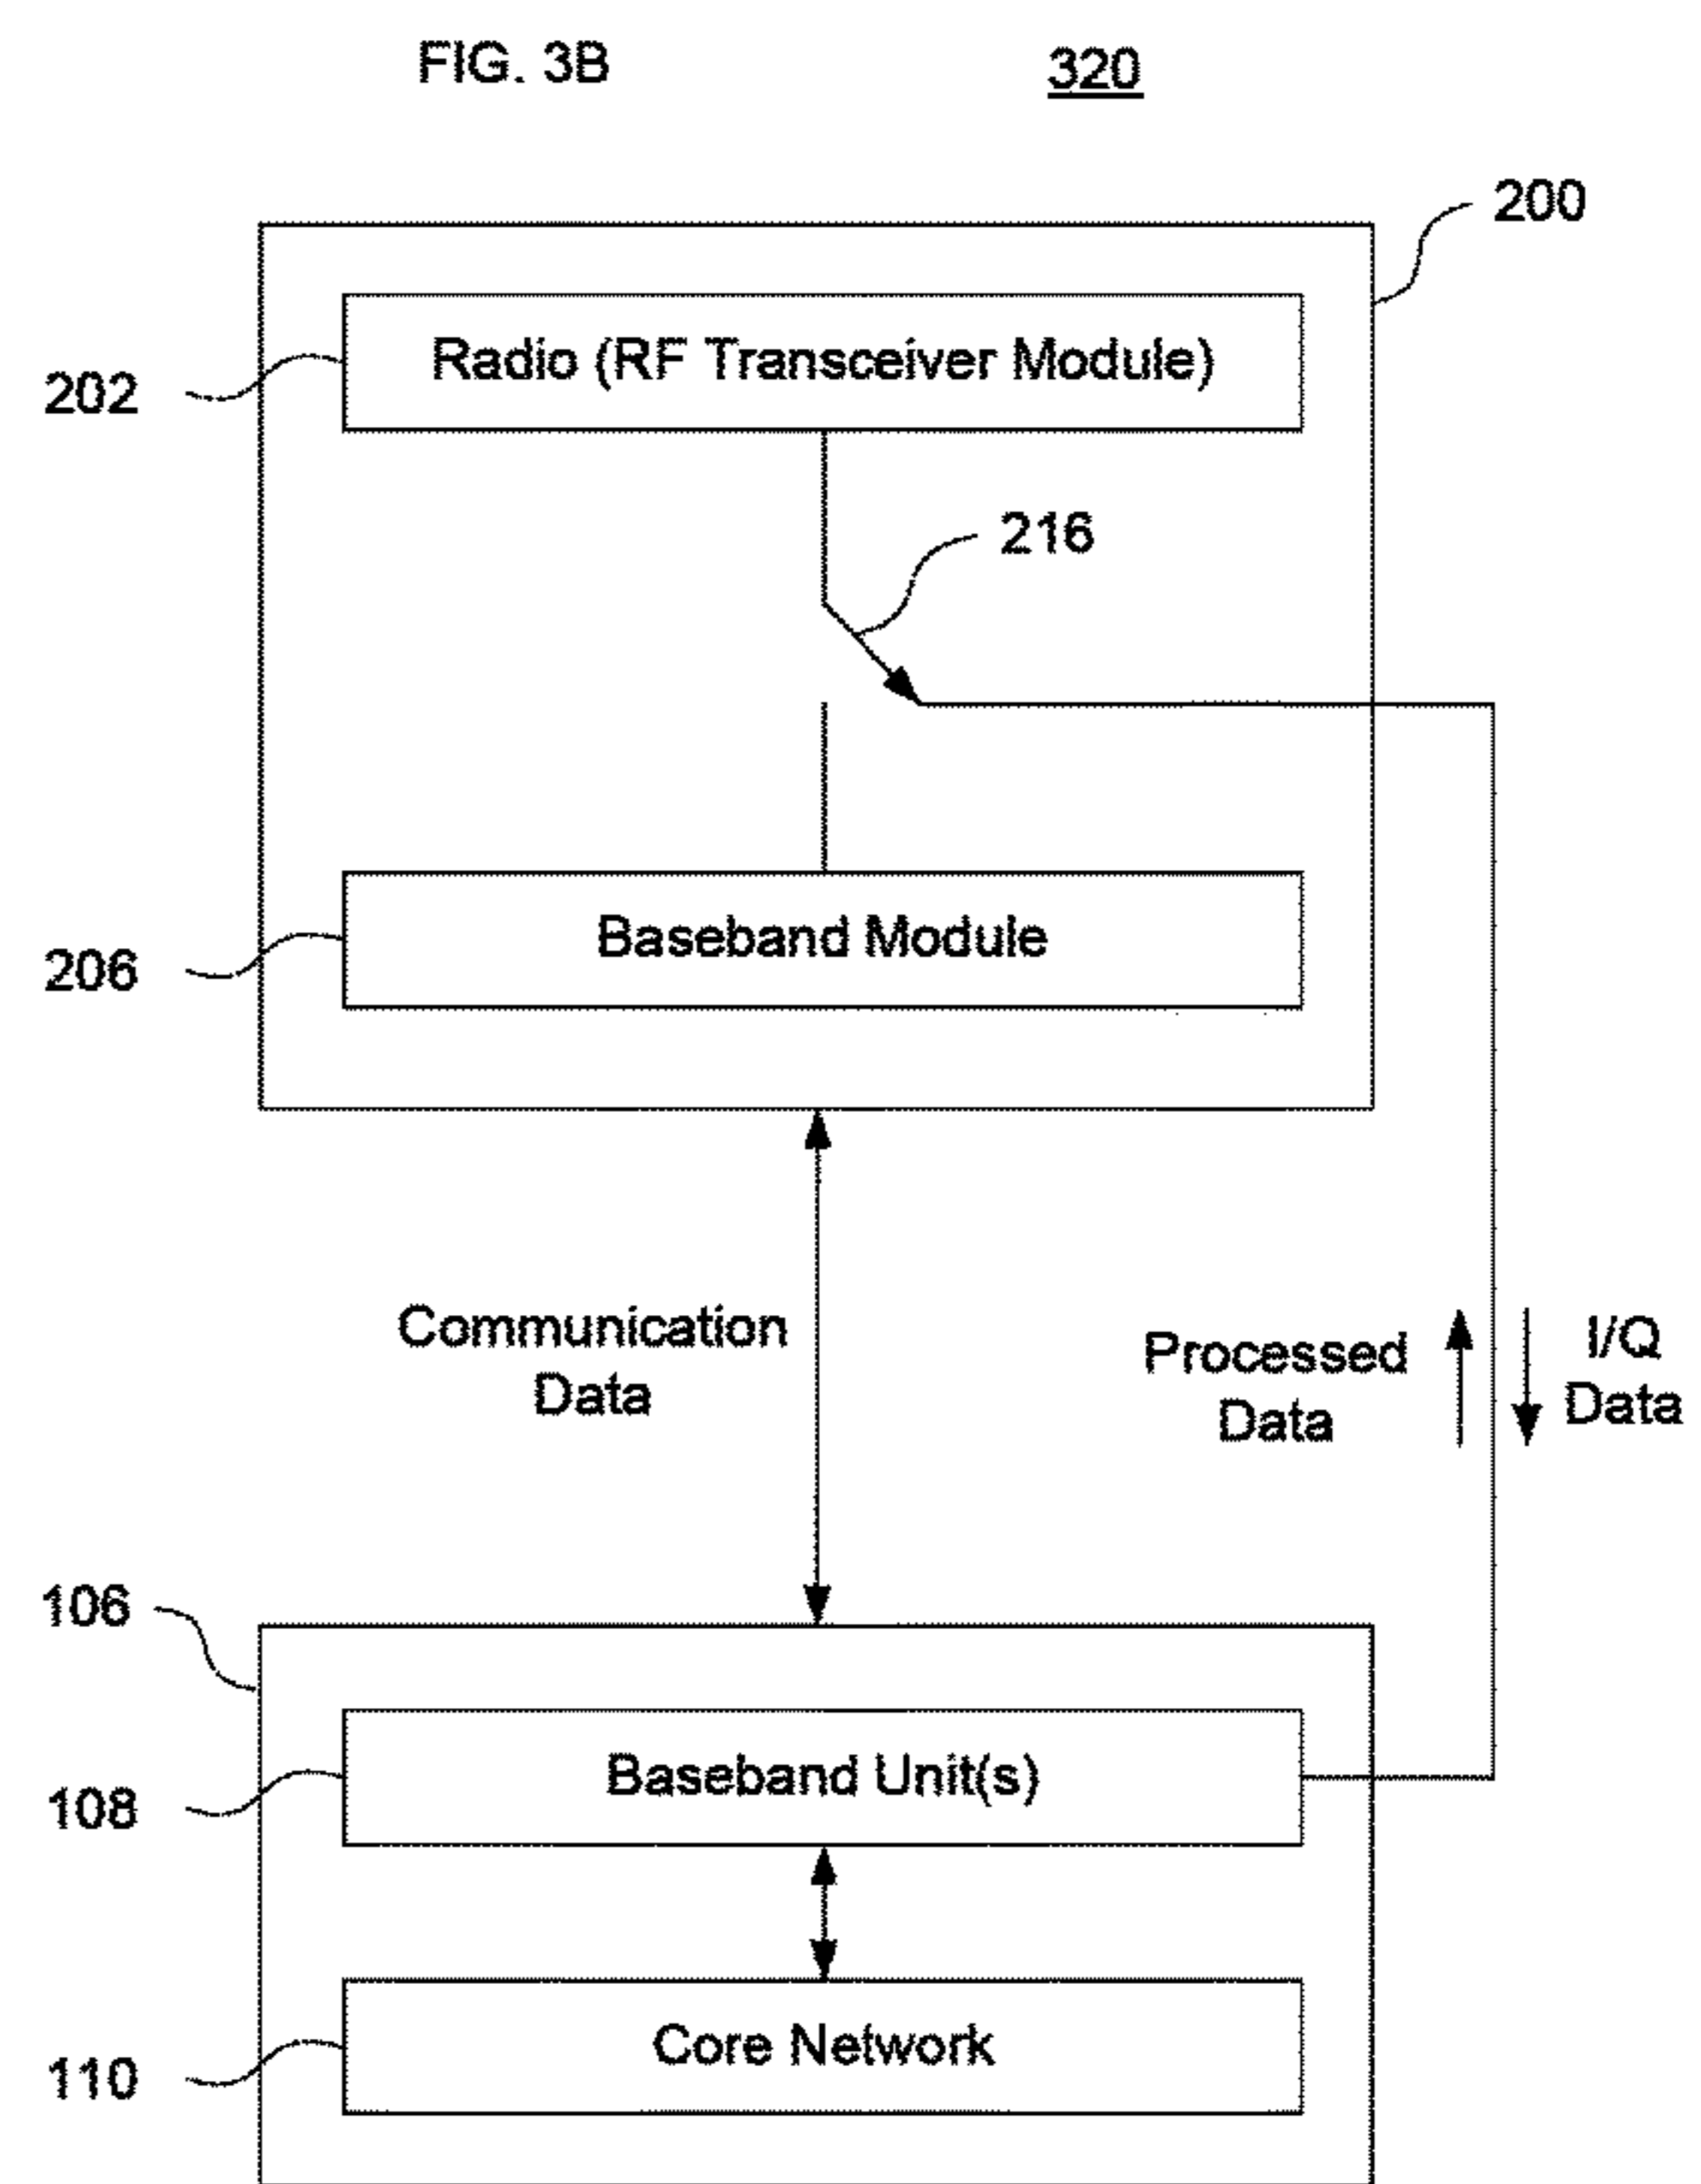 FIG. 3B
320
200
Radio (RF Transceiver Module)
202
216
Baseband Module
206
Communication
Data
Processed
Data
I/Q
Data
106
Baseband Unit(s)
108
Core Network
110